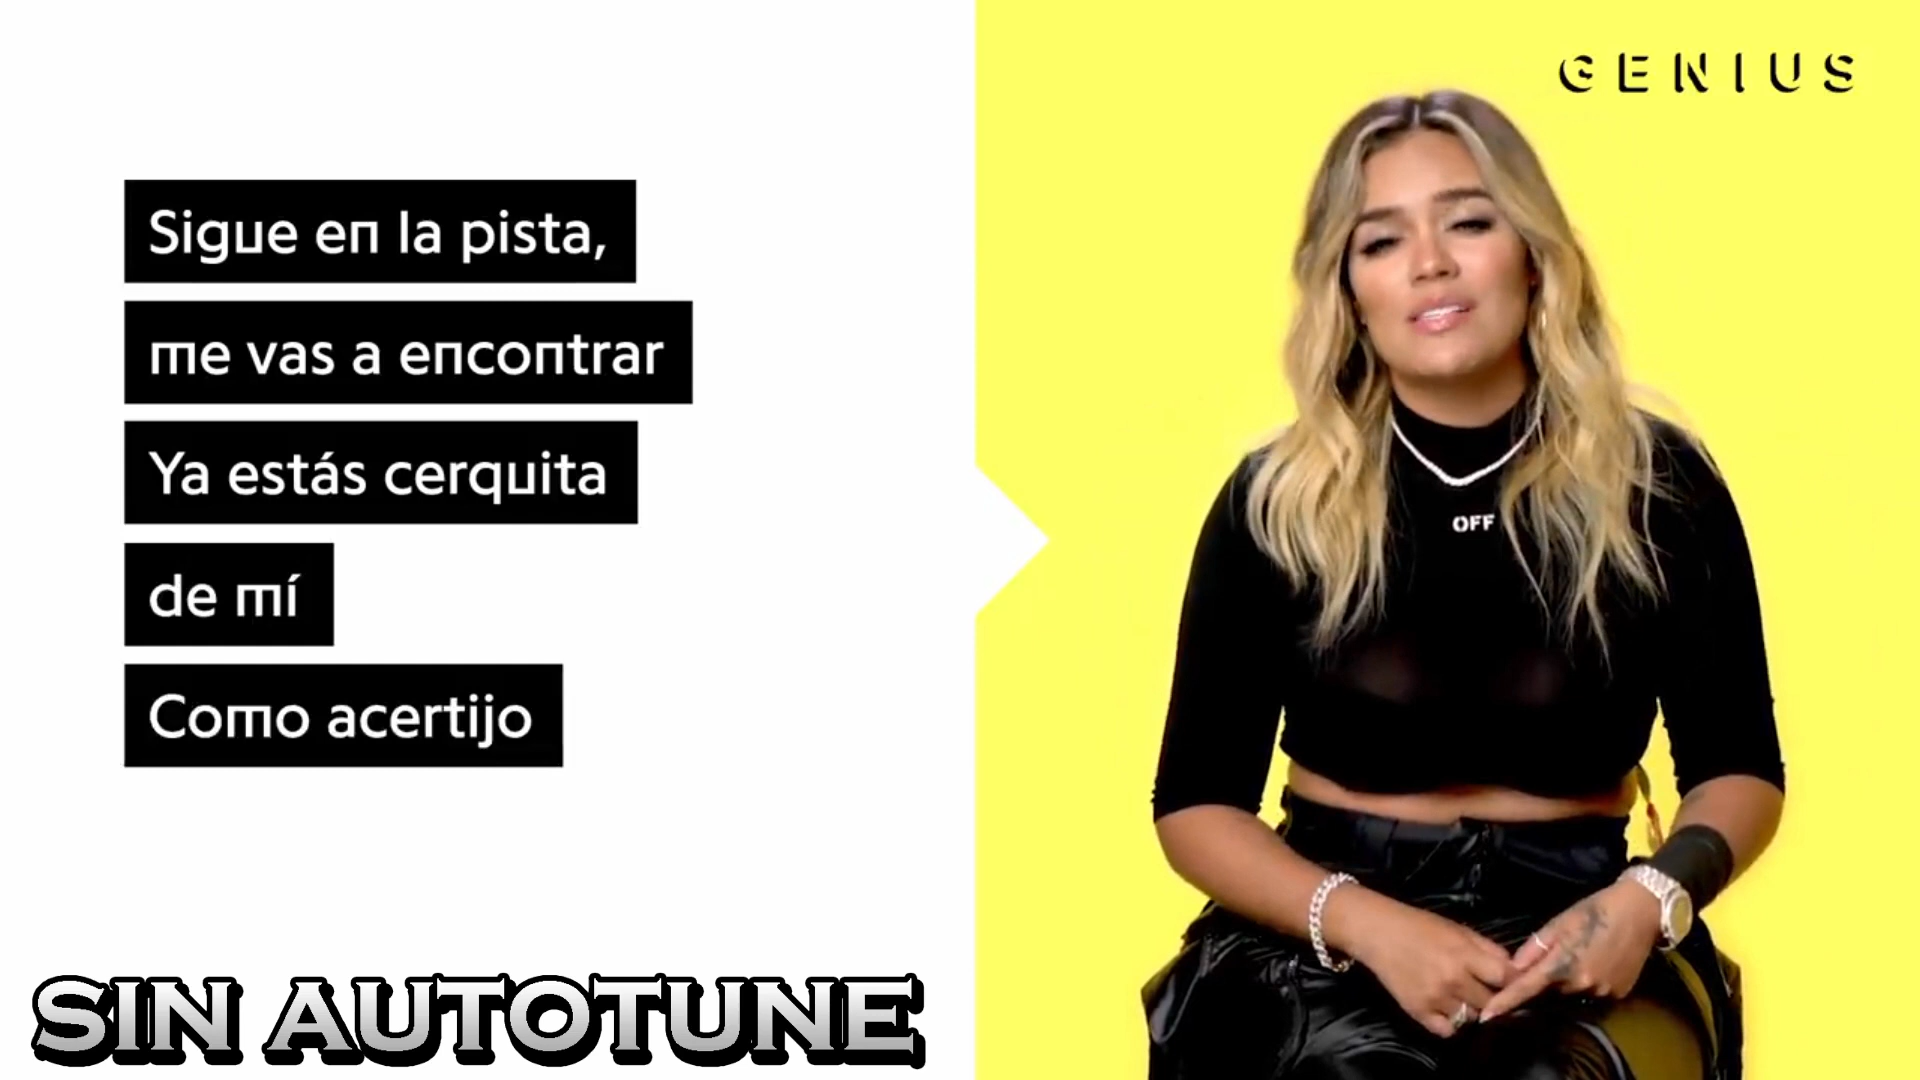 GENIUS
Sigue en la pista,
me vas a encontrar
Ya estás cerquita
de mí
Como acertijo
OFF
SIN AUTOTUNE